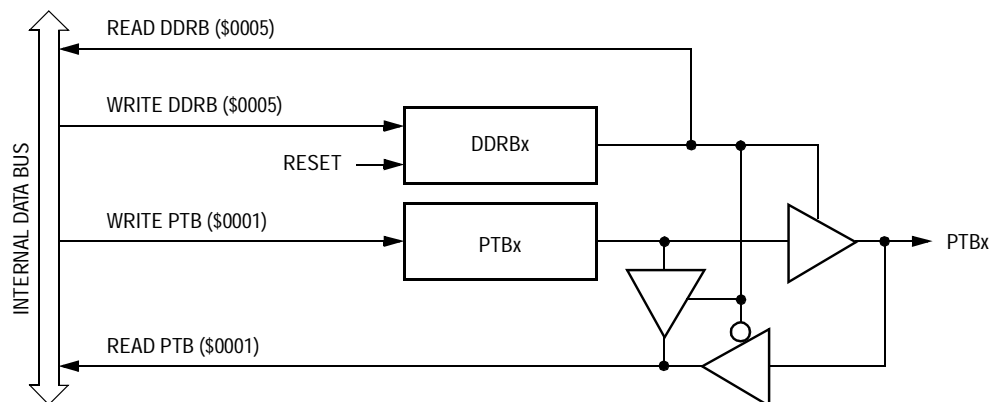 READ DDRB ($0005)
WRITE DDRB ($0005)
DDRBx
RESET
INTERNAL DATA BUS
WRITE PTB ($0001)
PTBx
PTBx
READ PTB ($0001)